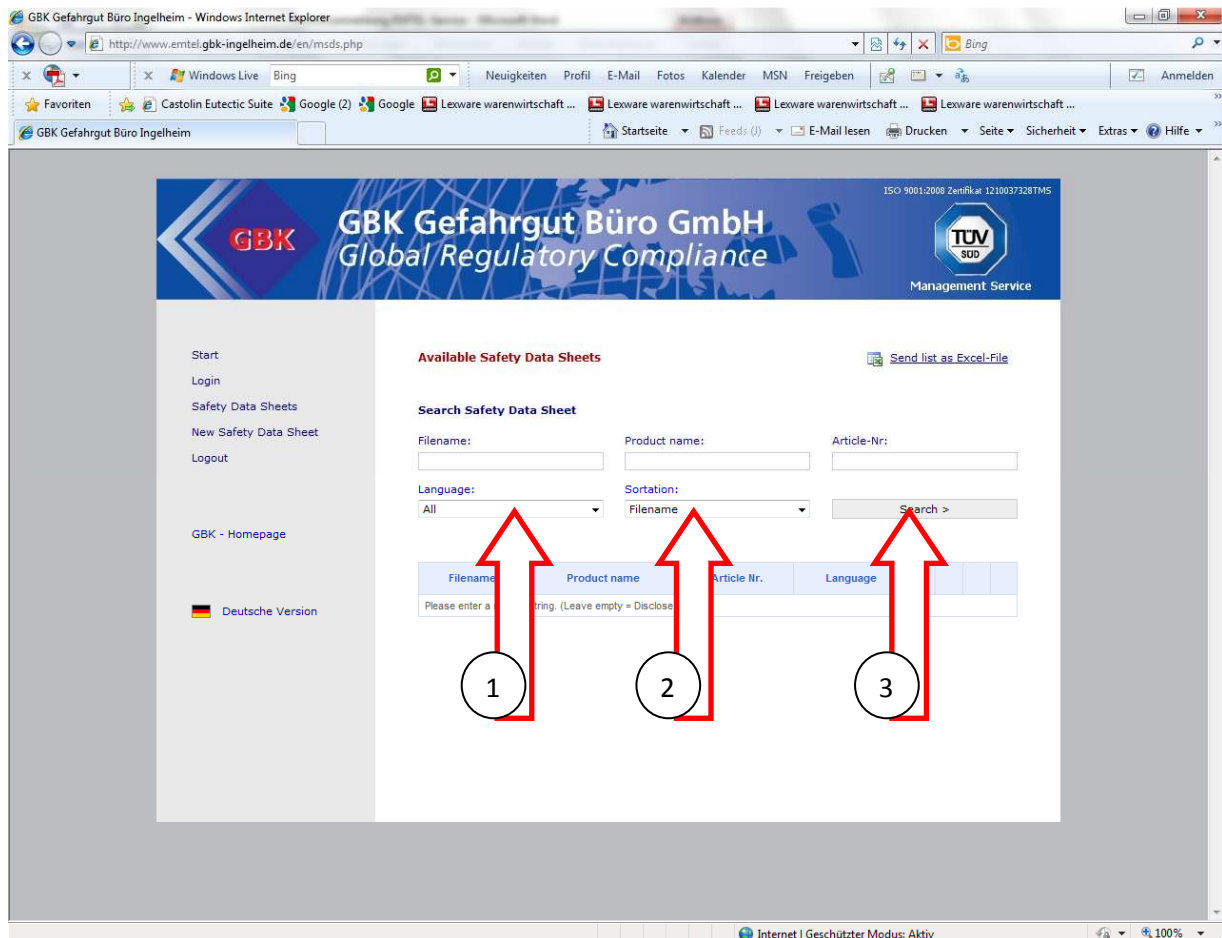 GBK Gefahrgut Büro Ingelheim - Windows Internet Explorer
http://www.emtel.gbk-ingelheim.de/en/msds.php
Bing
x
x Windows Live Bing Neuigkeiten Profil E-Mail Fotos Kalender MSN Freigeben Anmelden
Favoriten Castolin Eutectic Suite Google (2) Google Lexware warenwirtschaft ... Lexware warenwirtschaft ... Lexware warenwirtschaft ... Lexware warenwirtschaft ...
GBK Gefahrgut Büro Ingelheim Startseite Feeds (J) E-Mail lesen Drucken Seite Sicherheit Extras Hilfe
ISO 9001:2008 Zertifikat 1210037328TMS
GBK
GBK Gefahrgut Büro GmbH
Global Regulatory Compliance
TÜV
SÜD
Management Service
Start
Login
Safety Data Sheets
New Safety Data Sheet
Logout
GBK - Homepage
Deutsche Version
Available Safety Data Sheets
Send list as Excel-File
Search Safety Data Sheet
Filename: Product name: Article-Nr:
Language: Sortation:
All Filename Search >
Filename Product name Article Nr. Language
Please enter a string. (Leave empty = Disclose
1 2 3
Internet | Geschützter Modus: Aktiv 100%